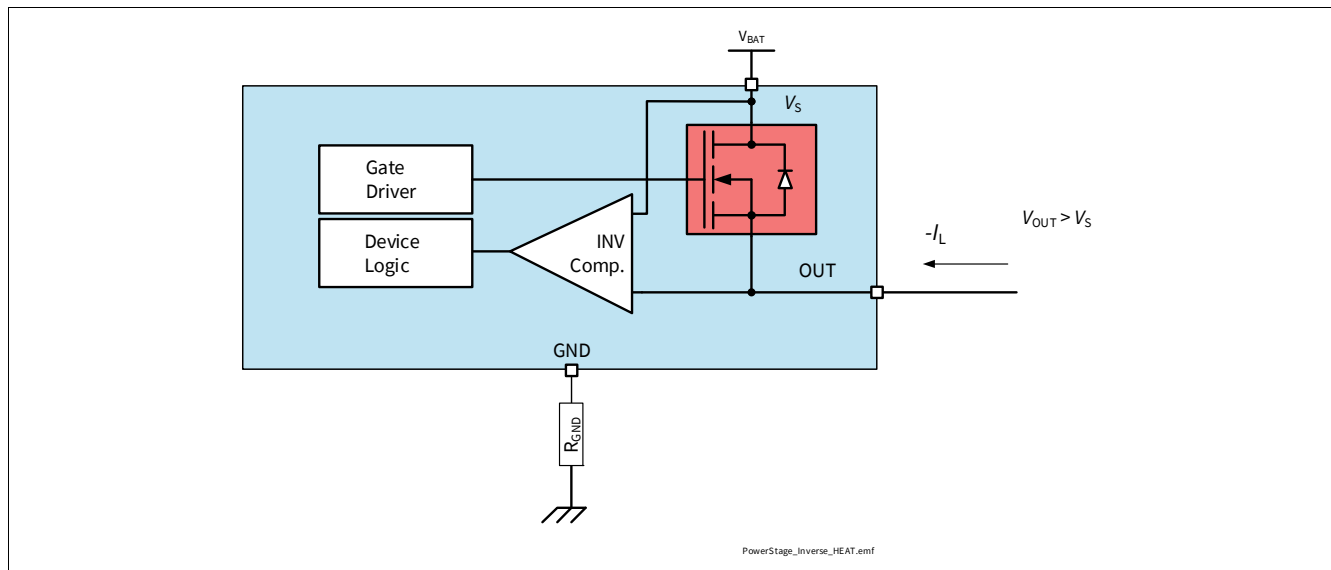 VBAT
VS
Gate
Driver
Device
Logic
INV
Comp.
OUT
-IL
VOUT > VS
GND
RGND
PowerStage_Inverse_HEAT.emf